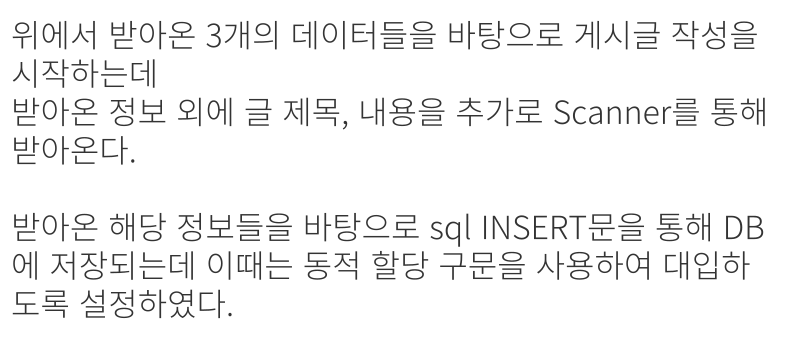 위에서 받아온 3개의 데이터들을 바탕으로 게시글 작성을
시작하는데
받아온 정보 외에 글 제목, 내용을 추가로 Scanner를 통해
받아온다.
받아온 해당 정보들을 바탕으로 sql INSERT문을 통해 DB
에 저장되는데 이때는 동적 할당 구문을 사용하여 대입하
도록 설정하였다.